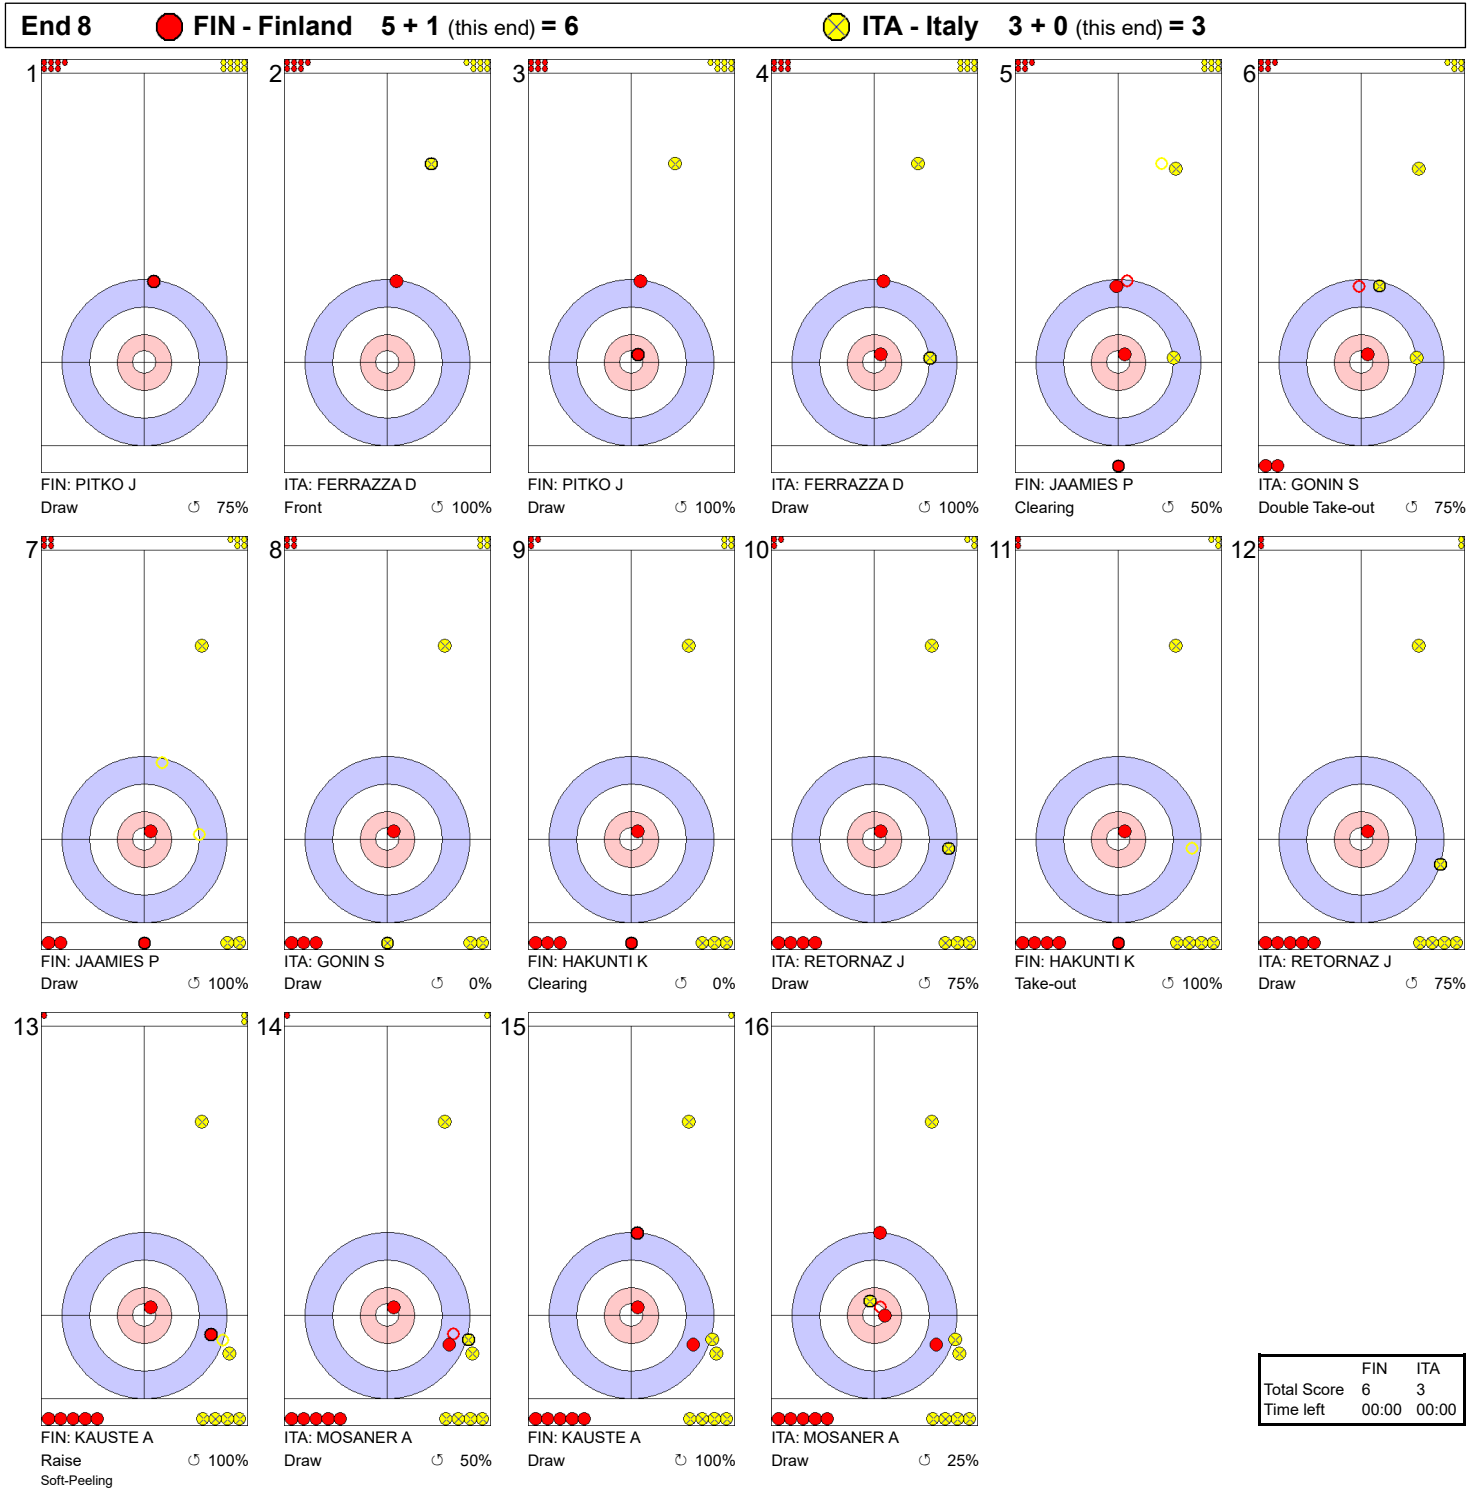 End 8 FIN - Finland 5 + 1 (this end) = 6 ITA - Italy 3 + 0 (this end) = 3
1 2 3 4 5 6
FIN: PITKO J ITA: FERRAZZA D FIN: PITKO J ITA: FERRAZZA D FIN: JAAMIES P ITA: GONIN S
Draw 75% Front 100% Draw 100% Draw 100% Clearing 50% Double Take-out 75%
7 8 9 10 11 12
FIN: JAAMIES P ITA: GONIN S FIN: HAKUNTI K ITA: RETORNAZ J FIN: HAKUNTI K ITA: RETORNAZ J
Draw 100% Draw 0% Clearing 0% Draw 75% Take-out 100% Draw 75%
13 14 15 16
FIN: KAUSTE A ITA: MOSANER A FIN: KAUSTE A ITA: MOSANER A
Raise 100% Draw 50% Draw 100% Draw 25%
Soft-Peeling
FIN ITA
Total Score 6 3
Time left 00:00 00:00